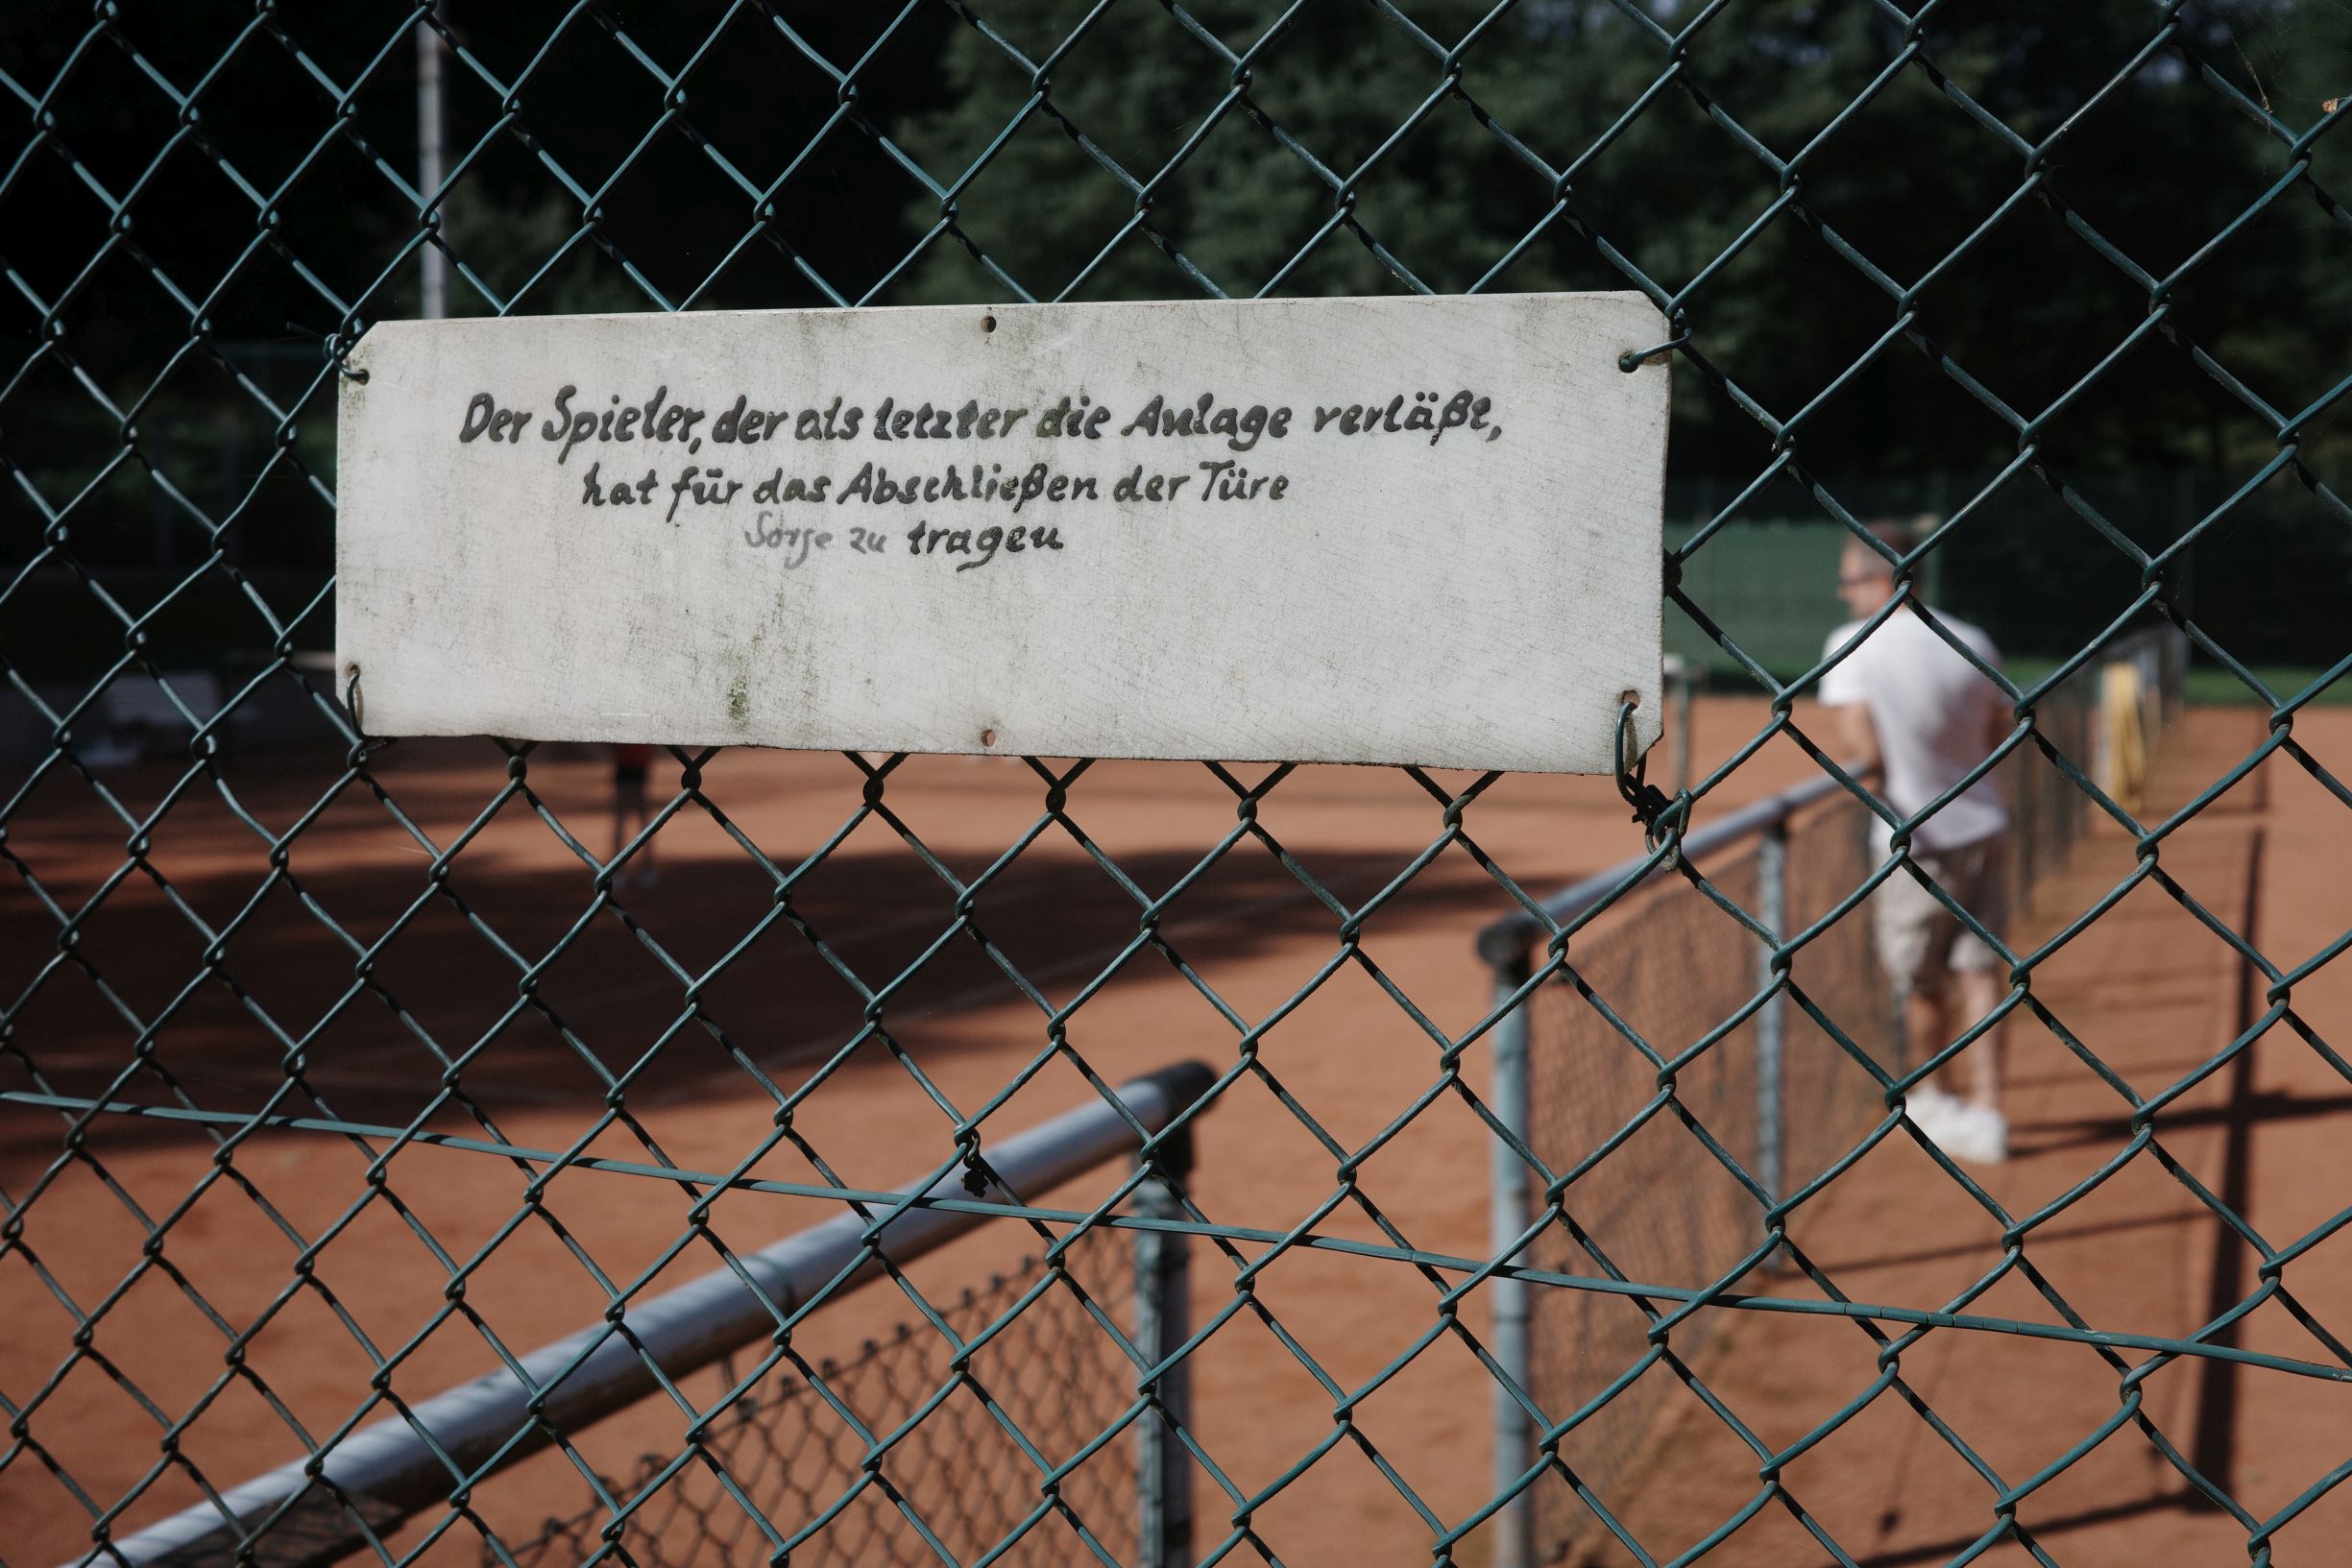 Der Spieler, der als letzter die Anlage verläßt,
hat für das Abschließen der Türe
Sorge zu tragen